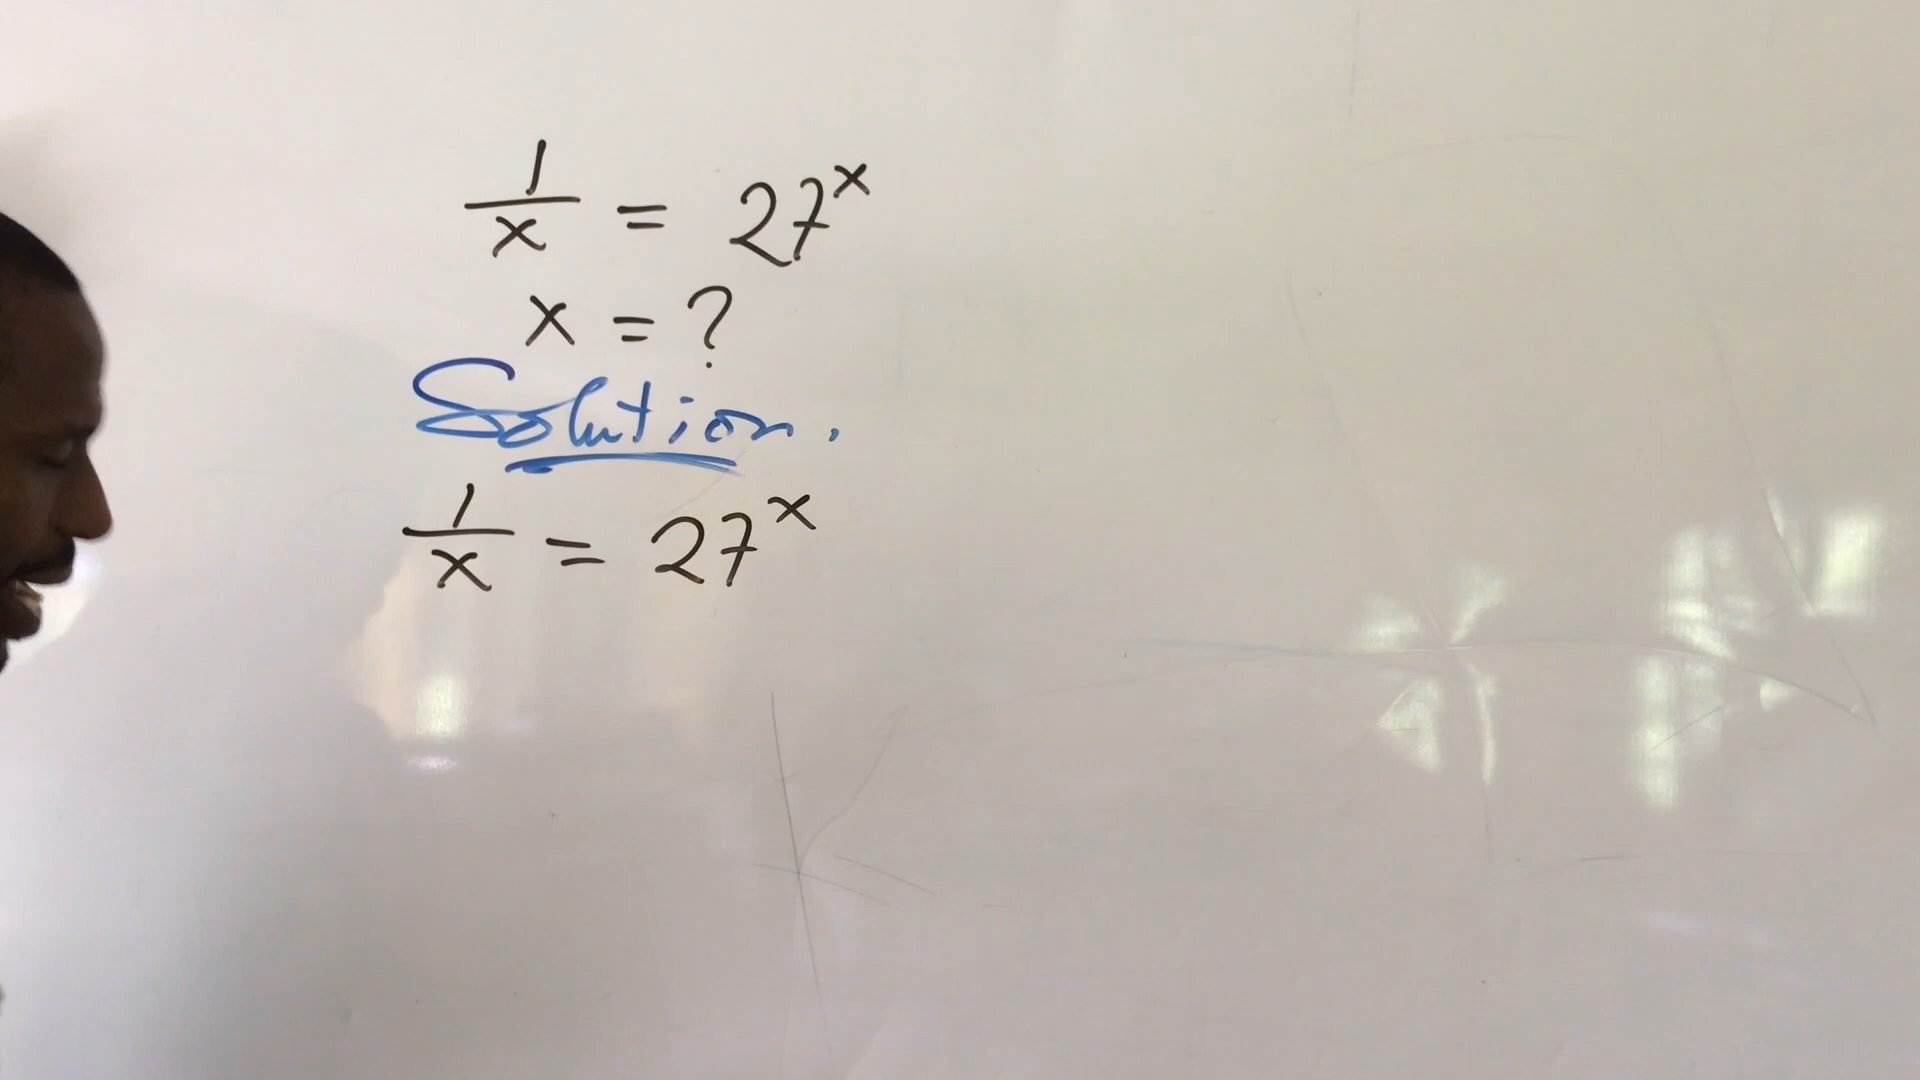 1/x = 27^x
x = ?
Solution.
1/x = 27^x